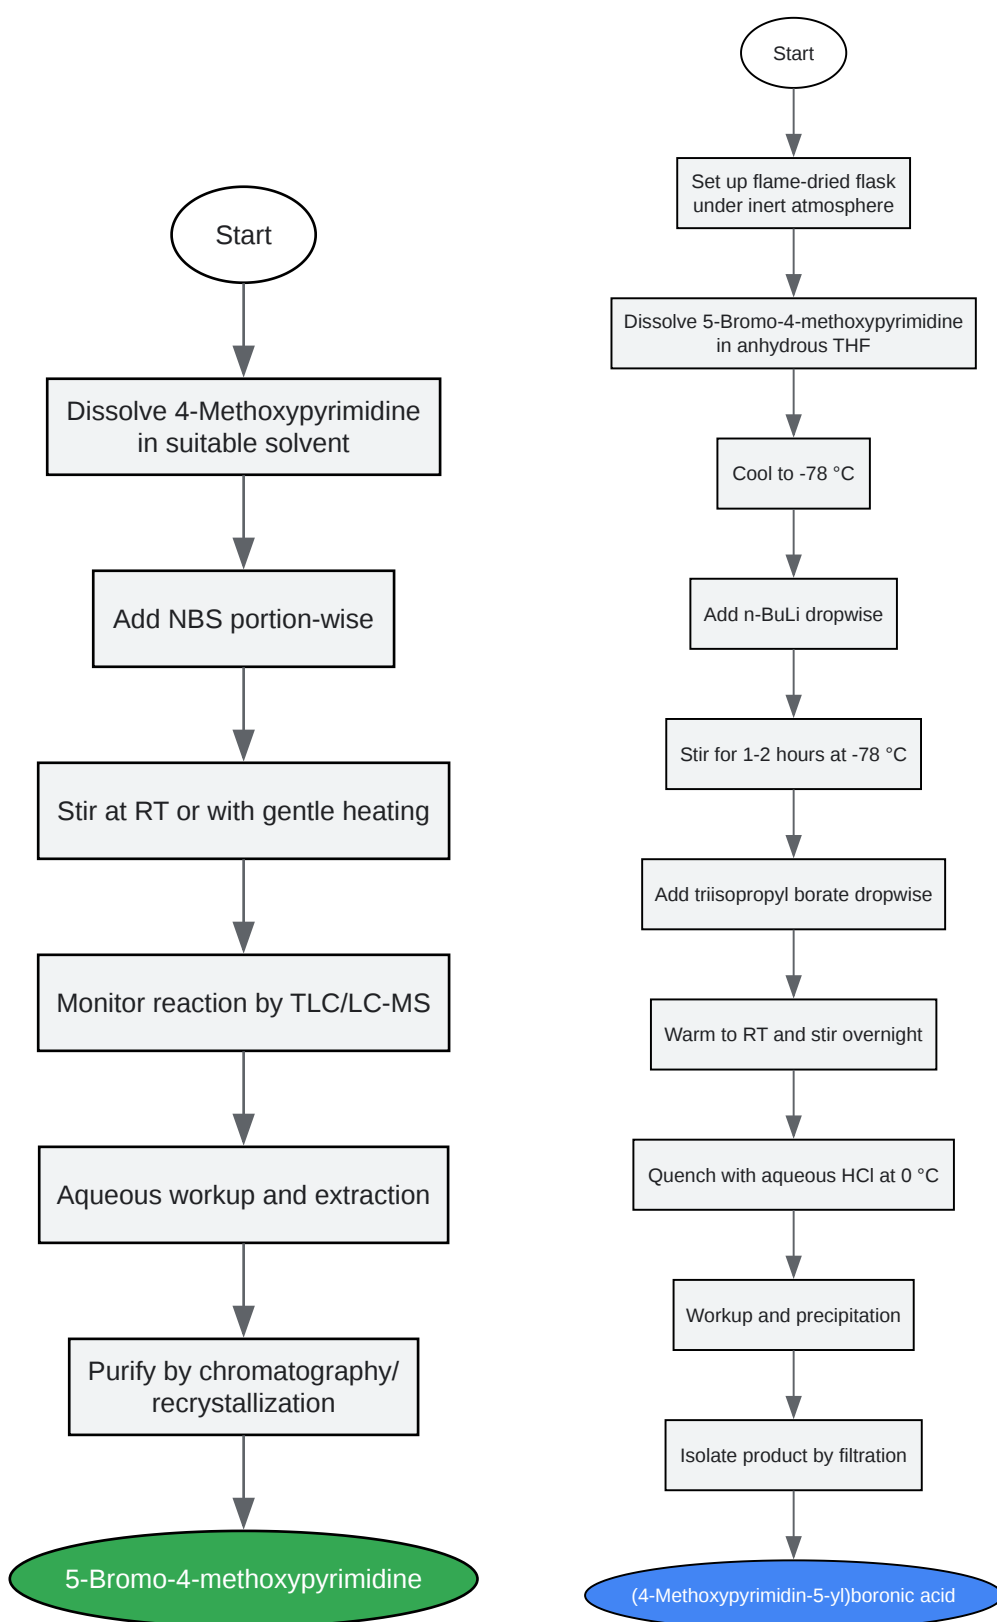 Start
Dissolve 4-Methoxypyrimidine
in suitable solvent
Add NBS portion-wise
Stir at RT or with gentle heating
Monitor reaction by TLC/LC-MS
Aqueous workup and extraction
Purify by chromatography/
recrystallization
5-Bromo-4-methoxypyrimidine
Start
Set up flame-dried flask
under inert atmosphere
Dissolve 5-Bromo-4-methoxypyrimidine
in anhydrous THF
Cool to -78 °C
Add n-BuLi dropwise
Stir for 1-2 hours at -78 °C
Add triisopropyl borate dropwise
Warm to RT and stir overnight
Quench with aqueous HCl at 0 °C
Workup and precipitation
Isolate product by filtration
(4-Methoxypyrimidin-5-yl)boronic acid